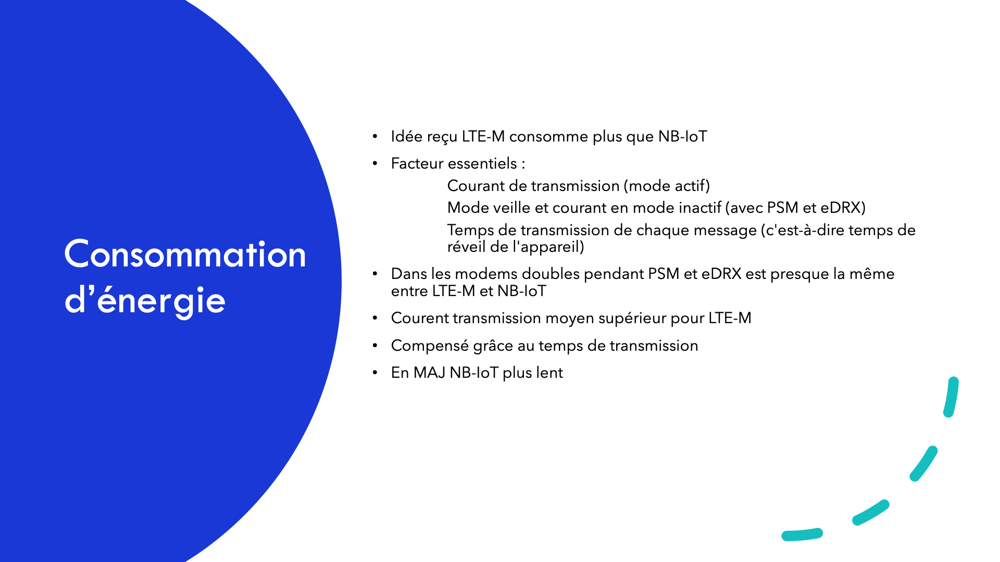 Consommation
d’énergie
• Idée reçu LTE-M consomme plus que NB-IoT
• Facteur essentiels :
Courant de transmission (mode actif)
Mode veille et courant en mode inactif (avec PSM et eDRX)
Temps de transmission de chaque message (c'est-à-dire temps de
réveil de l'appareil)
• Dans les modems doubles pendant PSM et eDRX est presque la même
entre LTE-M et NB-IoT
• Courent transmission moyen supérieur pour LTE-M
• Compensé grâce au temps de transmission
• En MAJ NB-IoT plus lent